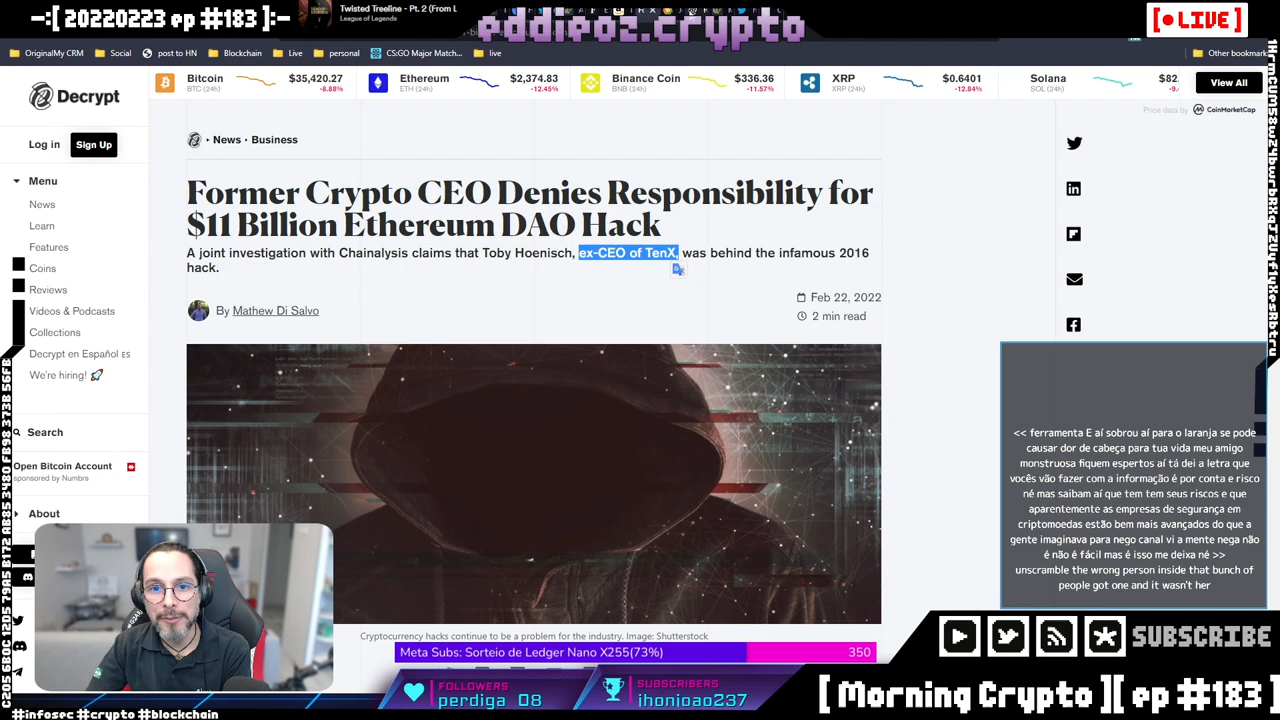 -:[ 20220223 ep #183 ]:-
Twisted Treeline - Pt. 2 (From L
League of Legends
eddieoz.crypto
[● LIVE ]
OriginalMy CRM
Social
post to HN
Blockchain
Live
personal
CS:GO Major Match...
live
Other bookmark
Decrypt
Bitcoin
BTC (24h)
$35,420.27
-8.88%
Ethereum
ETH (24h)
$2,374.83
-12.45%
Binance Coin
BNB (24h)
$336.36
-11.57%
XRP
XRP (24h)
$0.6401
-12.84%
Solana
SOL (24h)
$82.
View All
Price data by CoinMarketCap
Log in
Sign Up
Menu
News
Learn
Features
Coins
Reviews
Videos & Podcasts
Collections
Decrypt en Español ES
We're hiring! 🚀
Search
Open Bitcoin Account
sponsored by Numbrs
About
• News • Business
Former Crypto CEO Denies Responsibility for
$11 Billion Ethereum DAO Hack
A joint investigation with Chainalysis claims that Toby Hoenisch, ex-CEO of TenX, was behind the infamous 2016
hack.
By Mathew Di Salvo
Feb 22, 2022
2 min read
Cryptocurrency hacks continue to be a problem for the industry. Image: Shutterstock
<< ferramenta E aí sobrou aí para o laranja se pode
causar dor de cabeça para tua vida meu amigo
monstruosa fiquem espertos aí tá dei a letra que
vocês vão fazer com a informação é por conta e risco
né mas saibam aí que tem tem seus riscos e que
aparentemente as empresas de segurança em
criptomoedas estão bem mais avançados do que a
gente imaginava para nego canal vi a mente nega não
é não é fácil mas é isso me deixa né >>
unscramble the wrong person inside that bunch of
people got one and it wasn't her
Meta Subs: Sorteio de Ledger Nano X
255(73%)
350
FOLLOWERS
perdiga_08
SUBSCRIBERS
ihonjoao237
SUBSCRIBE
[ Morning Crypto ][ ep #183 ]
#infosec #crypto #blockchain